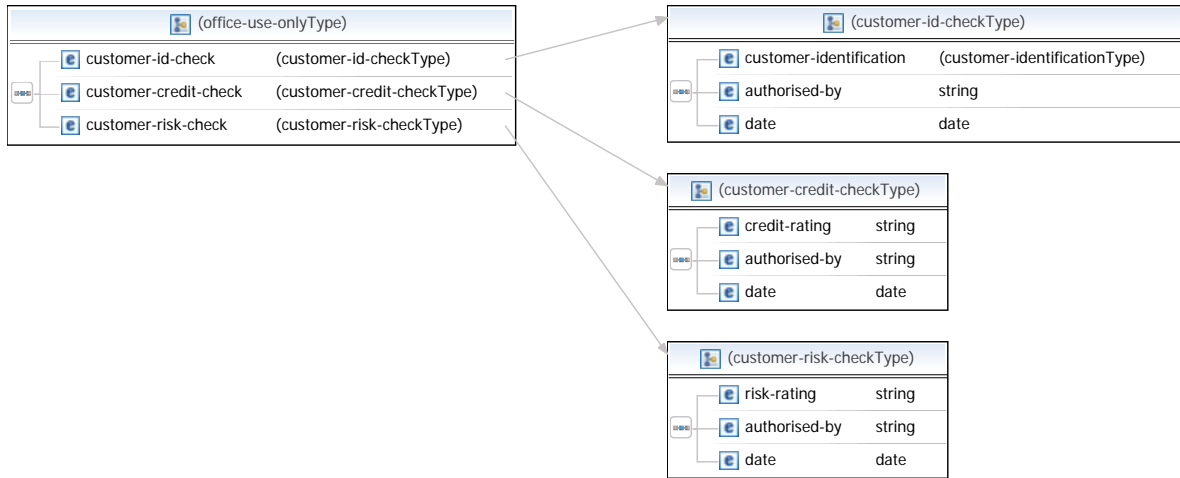 (office-use-onlyType)
customer-id-check (customer-id-checkType)
customer-credit-check (customer-credit-checkType)
customer-risk-check (customer-risk-checkType)
(customer-id-checkType)
customer-identification (customer-identificationType)
authorised-by string
date date
(customer-credit-checkType)
credit-rating string
authorised-by string
date date
(customer-risk-checkType)
risk-rating string
authorised-by string
date date